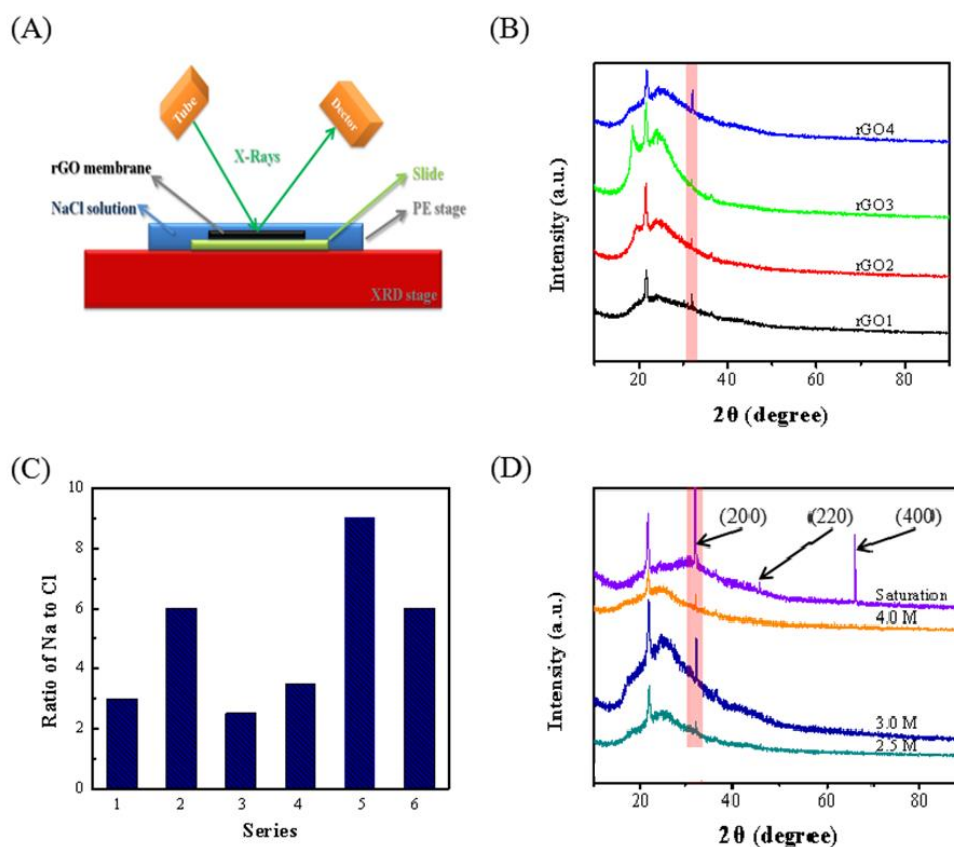 (A)
Tube
Dector
X-Rays
rGO membrane
Slide
NaCl solution
PE stage
XRD stage
(B)
Intensity (a.u.)
rGO4
rGO3
rGO2
rGO1
20 40 60 80
2θ (degree)
(C)
Ratio of Na to Cl
10
8
6
4
2
0
1 2 3 4 5 6
Series
(D)
Intensity (a.u.)
(200) (220) (400)
Saturation
4.0 M
3.0 M
2.5 M
20 40 60 80
2θ (degree)